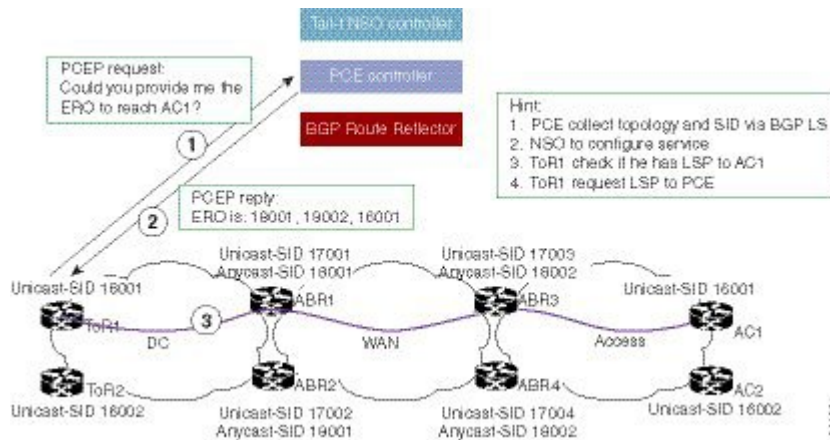 Tail-f NSO controller
PCE controller
BGP Route Reflector
PCEP request:
Could you provide me the
ERO to reach AC1?
1
Hint:
1. PCE collect topology and SID via BGP LS
2. NSO to configure service
3. ToR1 check if he has LSP to AC1
4. ToR1 request LSP to PCE
2
PCEP reply:
ERO is: 18001, 19002, 16001
Unicast-SID 17001
Anycast-SID 18001
Unicast-SID 17003
Anycast-SID 18002
Unicast-SID 16001
Unicast-SID 16001
ToR1
ABR1
ABR3
AC1
3
DC
WAN
Access
ToR2
ABR2
ABR4
AC2
Unicast-SID 16002
Unicast-SID 17002
Anycast-SID 19001
Unicast-SID 17004
Anycast-SID 19002
Unicast-SID 16002